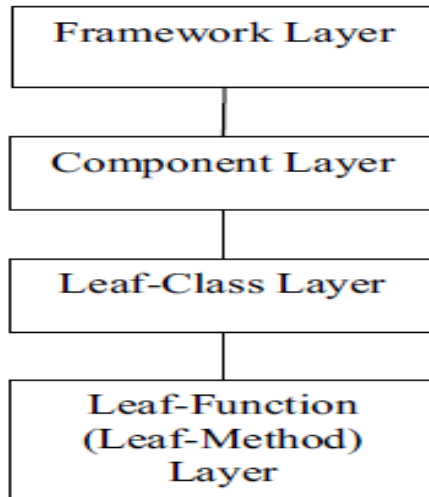 Framework Layer
Component Layer
Leaf-Class Layer
Leaf-Function
(Leaf-Method)
Layer